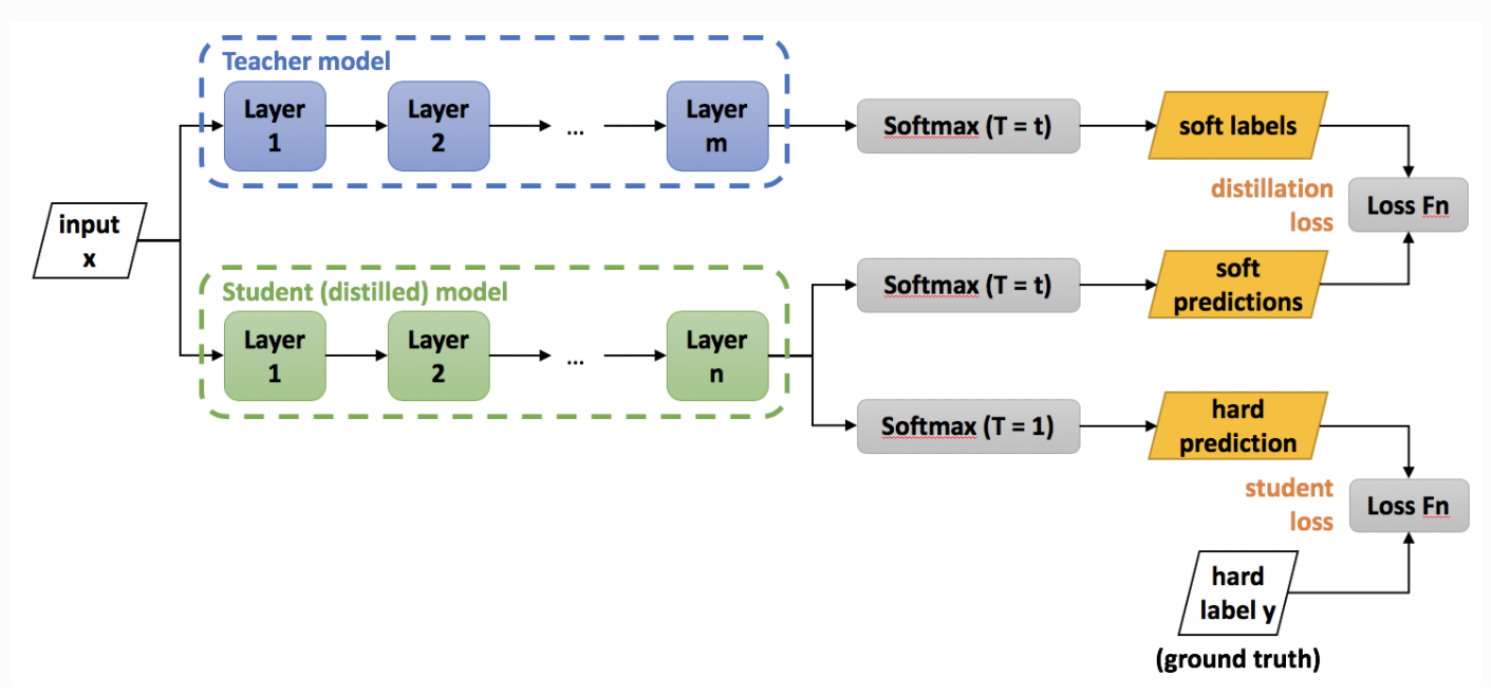 Teacher model
Layer
1
Layer
2
...
Layer
m
Softmax (T = t)
soft labels
distillation
loss
Loss Fn
input
x
Student (distilled) model
Layer
1
Layer
2
...
Layer
n
Softmax (T = t)
soft
predictions
Softmax (T = 1)
hard
prediction
student
loss
Loss Fn
hard
label y
(ground truth)